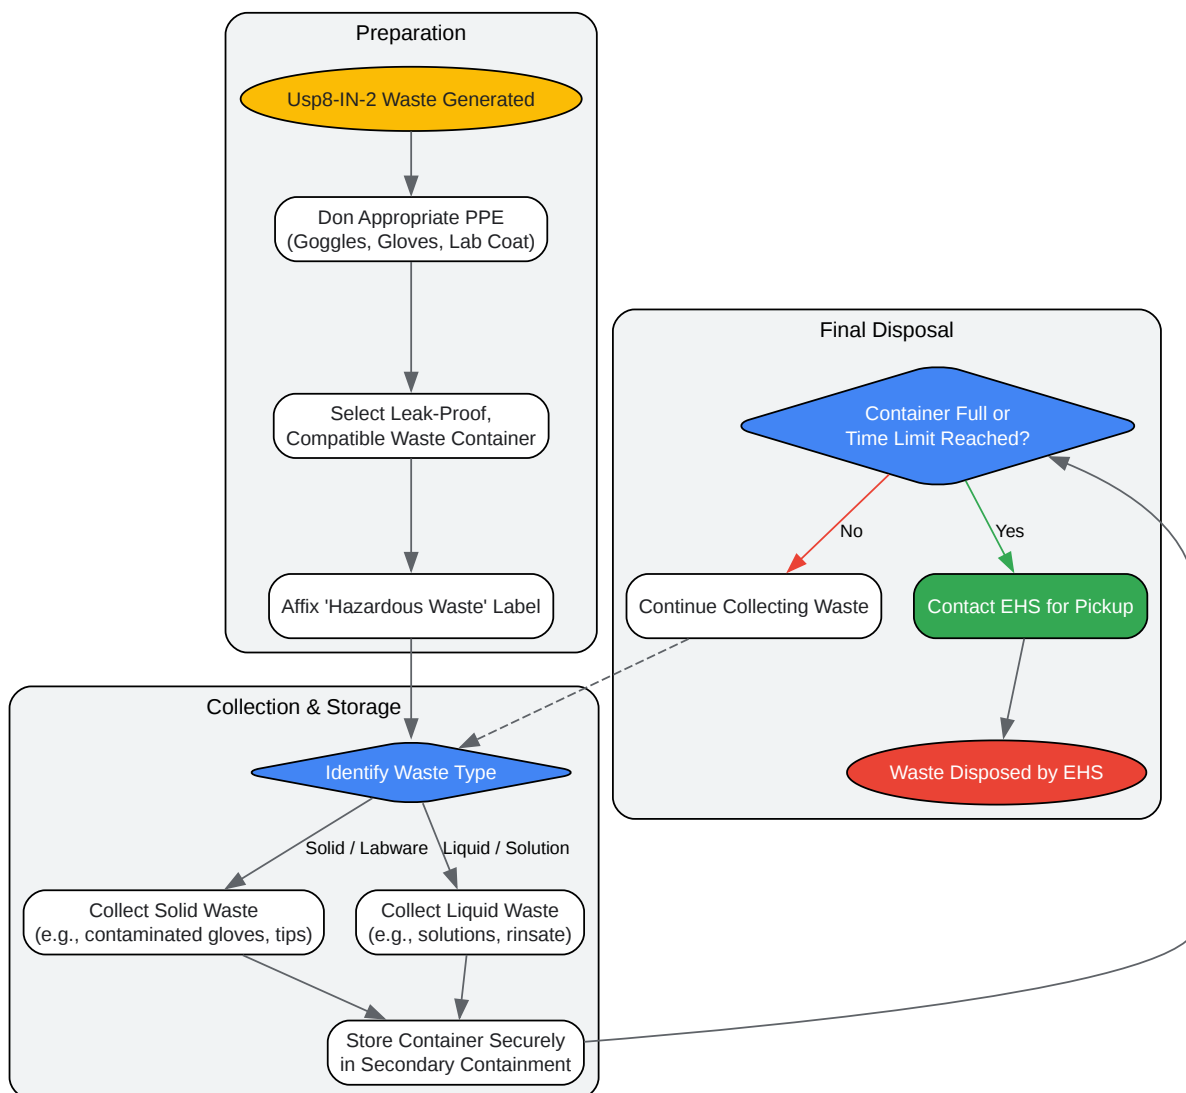 Preparation
Usp8-IN-2 Waste Generated
Don Appropriate PPE
(Goggles, Gloves, Lab Coat)
Select Leak-Proof,
Compatible Waste Container
Affix 'Hazardous Waste' Label
Collection & Storage
Identify Waste Type
Solid / Labware
Liquid / Solution
Collect Solid Waste
(e.g., contaminated gloves, tips)
Collect Liquid Waste
(e.g., solutions, rinsate)
Store Container Securely
in Secondary Containment
Final Disposal
Container Full or
Time Limit Reached?
No
Yes
Continue Collecting Waste
Contact EHS for Pickup
Waste Disposed by EHS